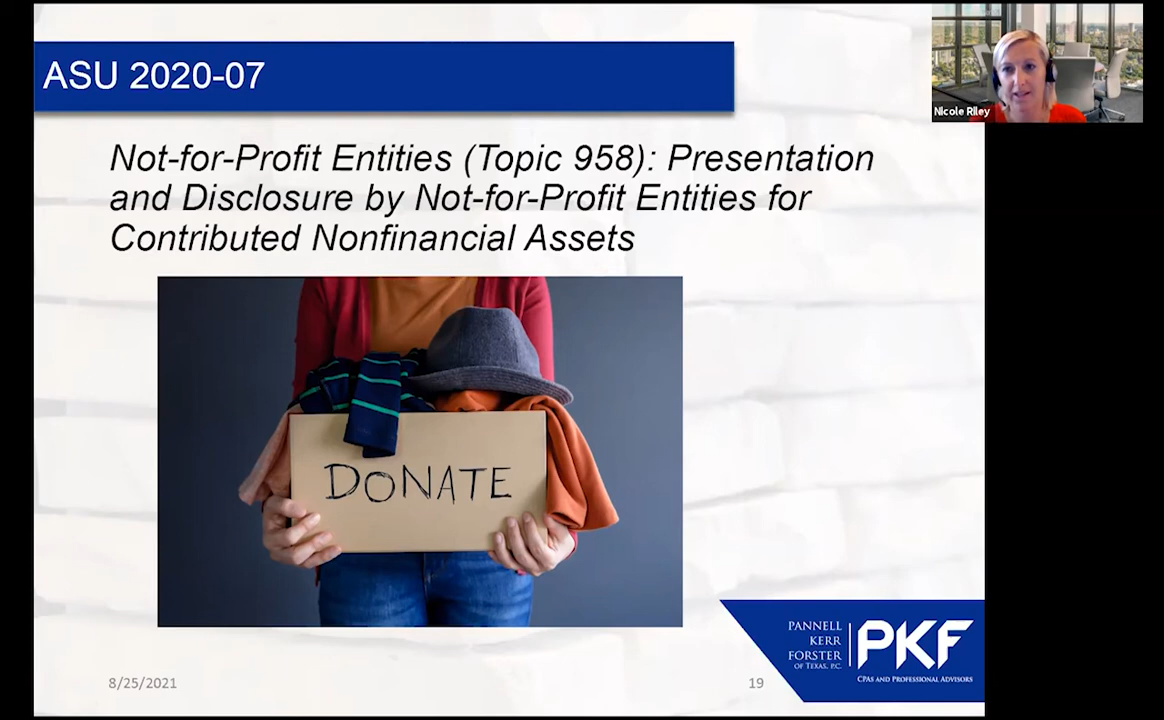 ASU 2020-07
Nicole Riley
Not-for-Profit Entities (Topic 958): Presentation
and Disclosure by Not-for-Profit Entities for
Contributed Nonfinancial Assets
DONATE
PANNELL
KERR
FORSTER
OF TEXAS, P.C.
PKF
CPAS AND PROFESSIONAL ADVISORS
8/25/2021
19